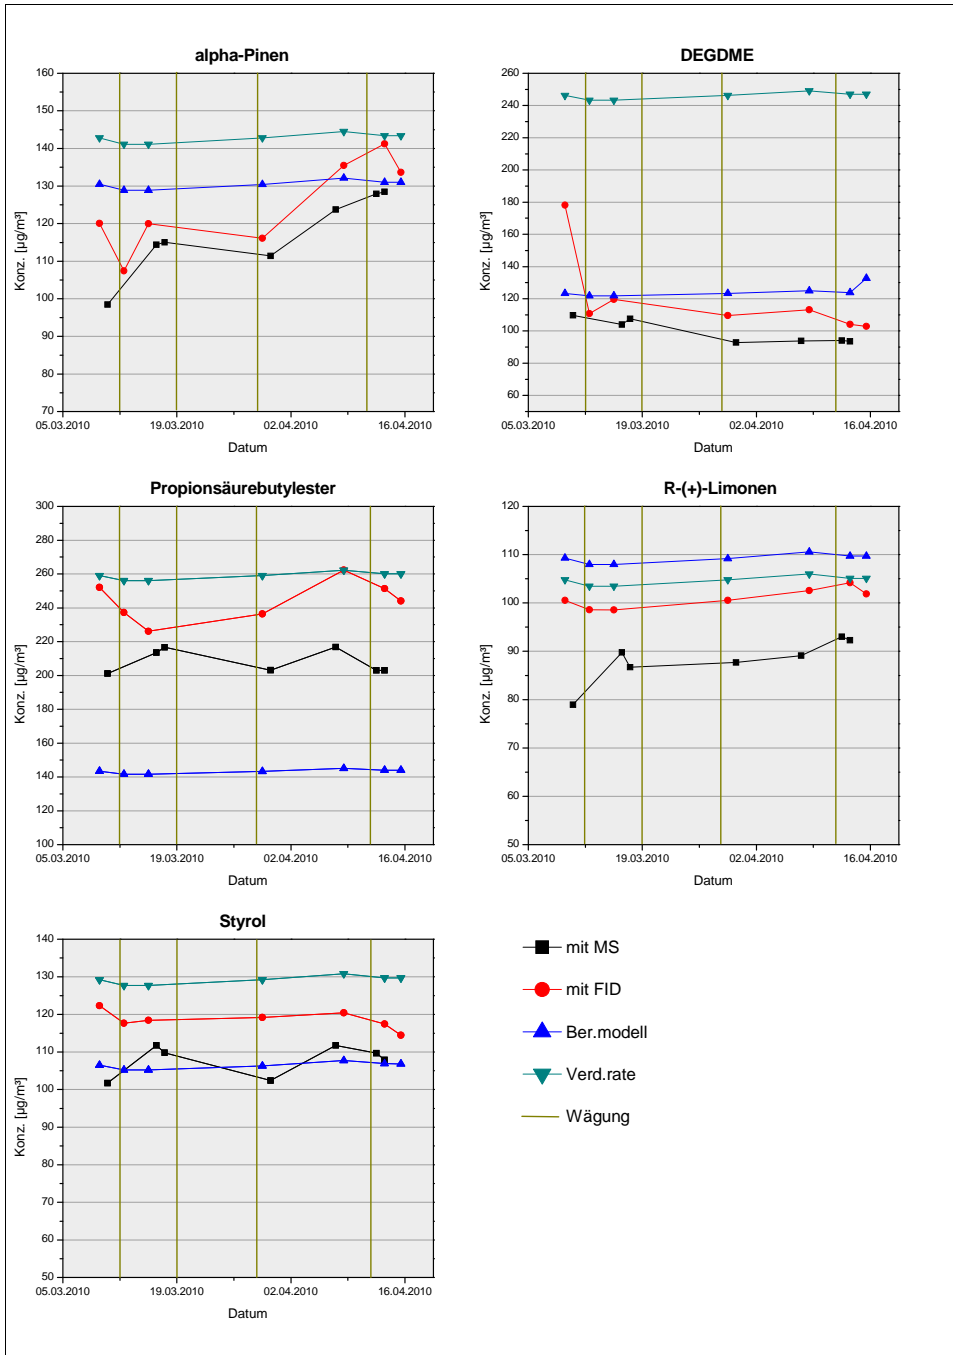 alpha-Pinen
160
150
140
130
120
110
100
90
80
70
Konz. [µg/m³]
05.03.2010 19.03.2010 02.04.2010 16.04.2010
Datum
DEGDME
260
240
220
200
180
160
140
120
100
80
60
Konz. [µg/m³]
05.03.2010 19.03.2010 02.04.2010 16.04.2010
Datum
Propionsäurebutylester
300
280
260
240
220
200
180
160
140
120
100
Konz. [µg/m³]
05.03.2010 19.03.2010 02.04.2010 16.04.2010
Datum
R-(+)-Limonen
120
110
100
90
80
70
60
50
Konz. [µg/m³]
05.03.2010 19.03.2010 02.04.2010 16.04.2010
Datum
Styrol
140
130
120
110
100
90
80
70
60
50
Konz. [µg/m³]
05.03.2010 19.03.2010 02.04.2010 16.04.2010
Datum
mit MS
mit FID
Ber.modell
Verd.rate
Wägung